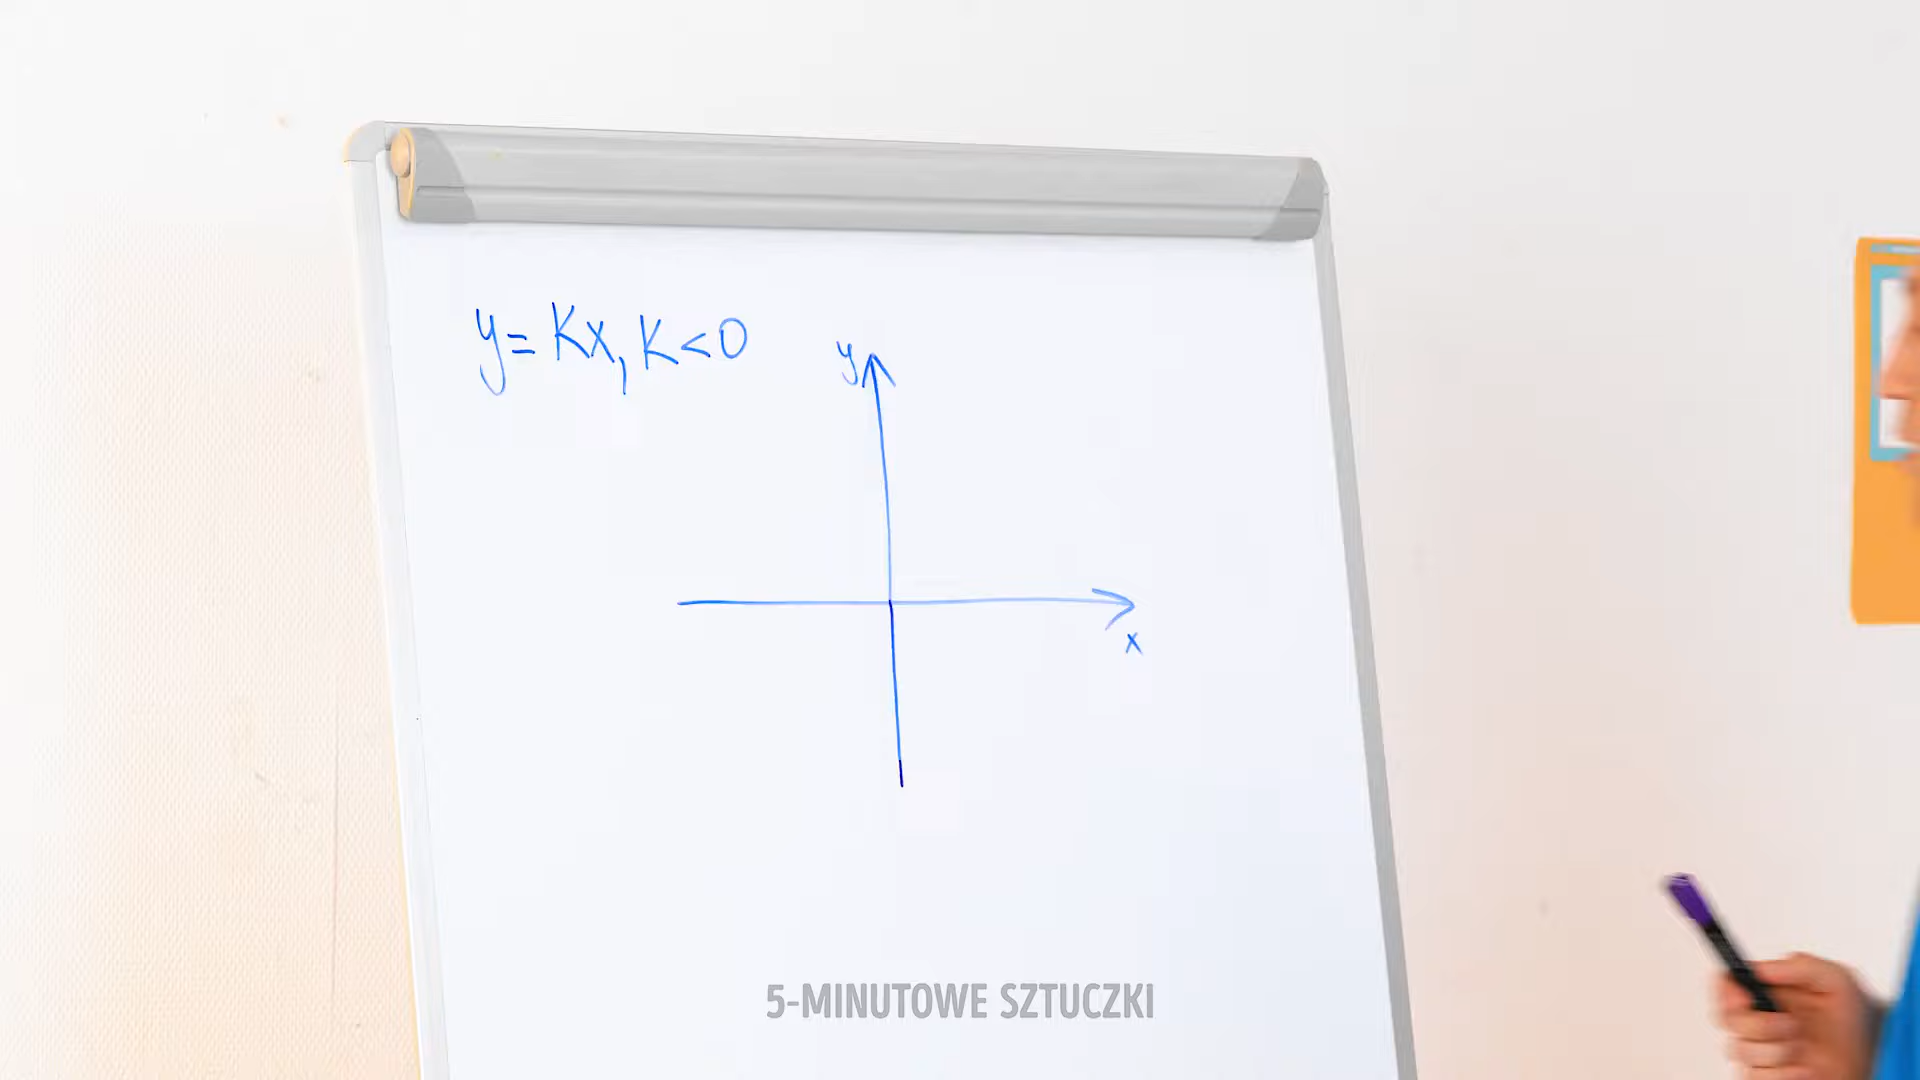 y = Kx, K < 0
y
x
5-MINUTOWE SZTUCZKI